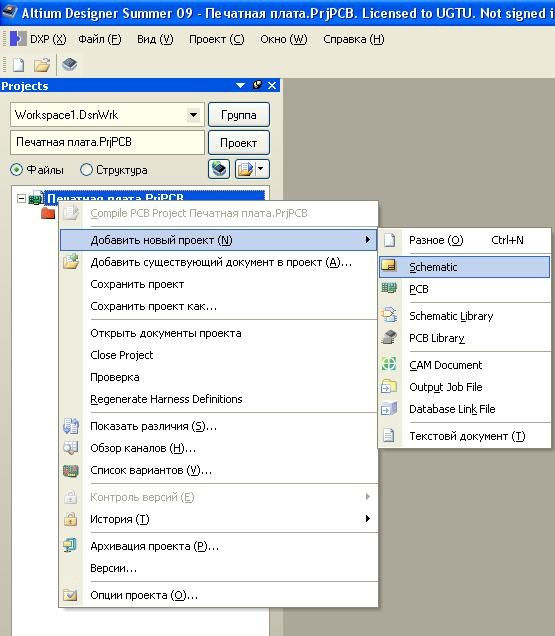 Altium Designer Summer 09 - Печатная плата.PrjPCB. Licensed to UGTU. Not signed i
DXP (X) Файл (F) Вид (V) Проект (C) Окно (W) Справка (H)
Projects
Workspace1.DsnWrk Группа
Печатная плата.PrjPCB Проект
Файлы Структура
Печатная плата.PrjPCB
Compile PCB Project Печатная плата.PrjPCB
Добавить новый проект (N)
Добавить существующий документ в проект (A)...
Сохранить проект
Сохранить проект как...
Открыть документы проекта
Close Project
Проверка
Regenerate Harness Definitions
Показать различия (S)...
Обзор каналов (H)...
Список вариантов (V)...
Контроль версий (E)
История (T)
Архивация проекта (P)...
Версии...
Опции проекта (O)...
Разное (O) Ctrl+N
Schematic
PCB
Schematic Library
PCB Library
CAM Document
Output Job File
Database Link File
Текстовй документ (T)